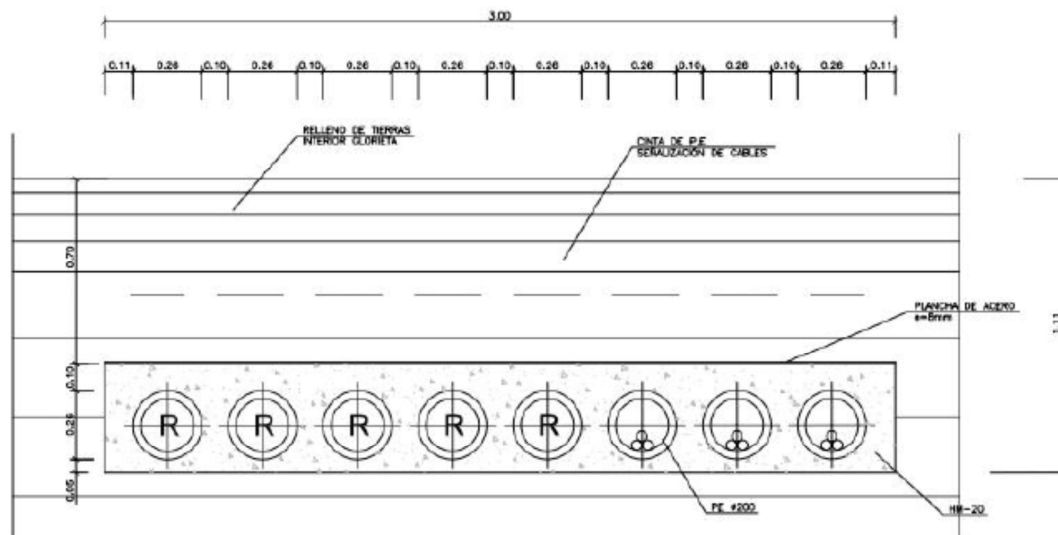 3.00
0.11 0.26 0.10 0.26 0.10 0.26 0.10 0.26 0.10 0.26 0.10 0.26 0.10 0.26 0.10 0.26 0.11
RELLENO DE TIERRAS
INTERIOR GLORIETA
CINTA DE P.E
SEÑALIZACIÓN DE CABLES
0.70
PLANCHA DE ACERO
e=8mm
0.10
0.26
0.05
R R R R R
PE ø200
HM-20